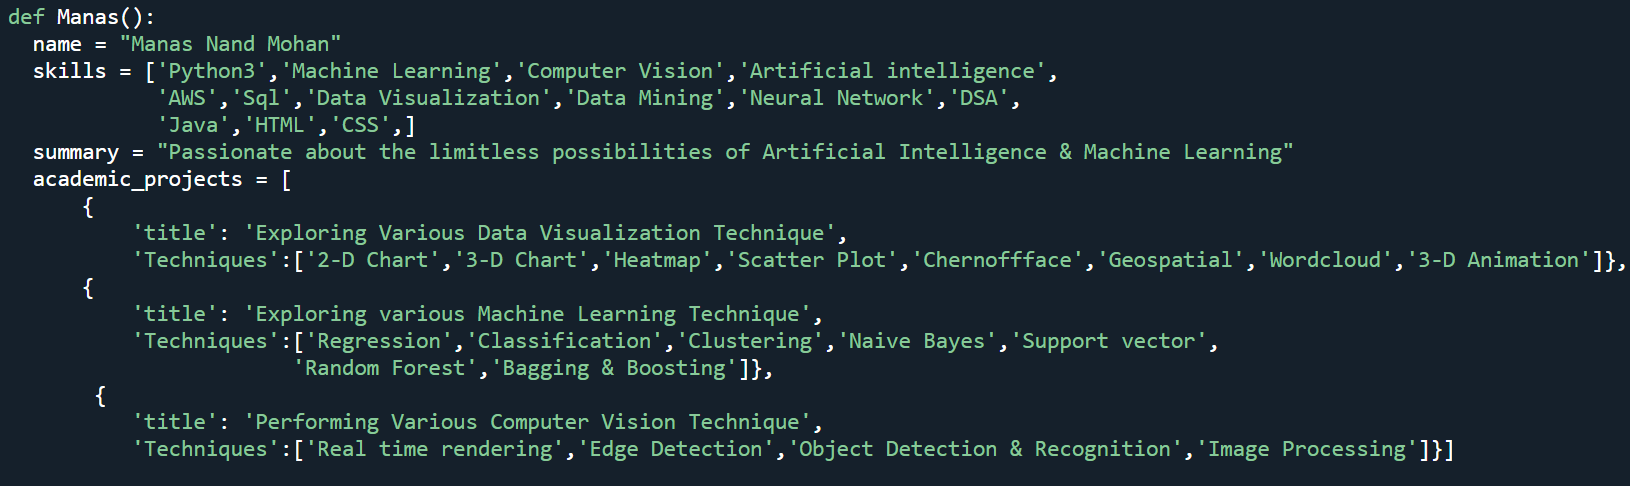 def Manas():
name = "Manas Nand Mohan"
skills = ['Python3','Machine Learning','Computer Vision','Artificial intelligence',
'AWS','Sql','Data Visualization','Data Mining','Neural Network','DSA',
'Java','HTML','CSS',]
summary = "Passionate about the limitless possibilities of Artificial Intelligence & Machine Learning"
academic_projects = [
{
'title': 'Exploring Various Data Visualization Technique',
'Techniques':['2-D Chart','3-D Chart','Heatmap','Scatter Plot','Chernoffface','Geospatial','Wordcloud','3-D Animation']},
{
'title': 'Exploring various Machine Learning Technique',
'Techniques':['Regression','Classification','Clustering','Naive Bayes','Support vector',
'Random Forest','Bagging & Boosting']},
{
'title': 'Performing Various Computer Vision Technique',
'Techniques':['Real time rendering','Edge Detection','Object Detection & Recognition','Image Processing']}]